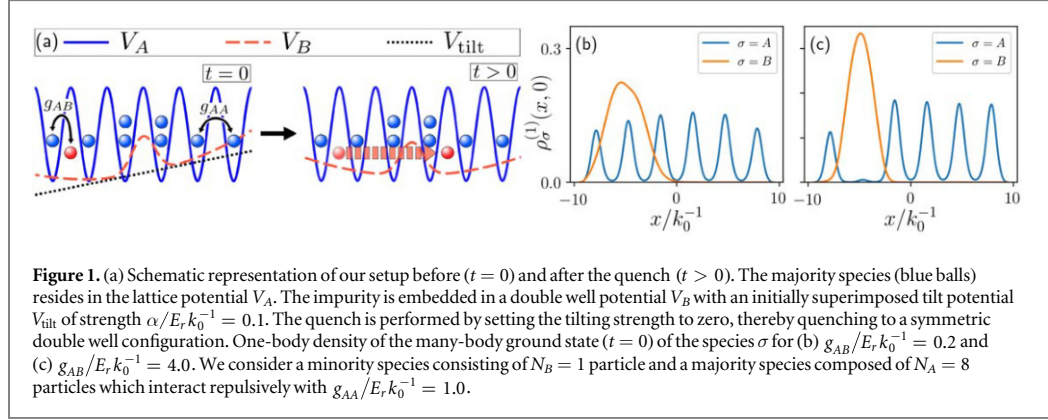 (a) V_A V_B V_tilt
t = 0 t > 0
g_AB g_AA
(b) σ = A
σ = B
(c) σ = A
σ = B
0.3
0.0
ρ_σ^(1)(x, 0)
−10 0 10
x/k_0^−1
−10 0 10
x/k_0^−1
Figure 1. (a) Schematic representation of our setup before (t = 0) and after the quench (t > 0). The majority species (blue balls)
resides in the lattice potential V_A. The impurity is embedded in a double well potential V_B with an initially superimposed tilt potential
V_tilt of strength α/E_r k_0^−1 = 0.1. The quench is performed by setting the tilting strength to zero, thereby quenching to a symmetric
double well configuration. One-body density of the many-body ground state (t = 0) of the species σ for (b) g_AB/E_r k_0^−1 = 0.2 and
(c) g_AB/E_r k_0^−1 = 4.0. We consider a minority species consisting of N_B = 1 particle and a majority species composed of N_A = 8
particles which interact repulsively with g_AA/E_r k_0^−1 = 1.0.